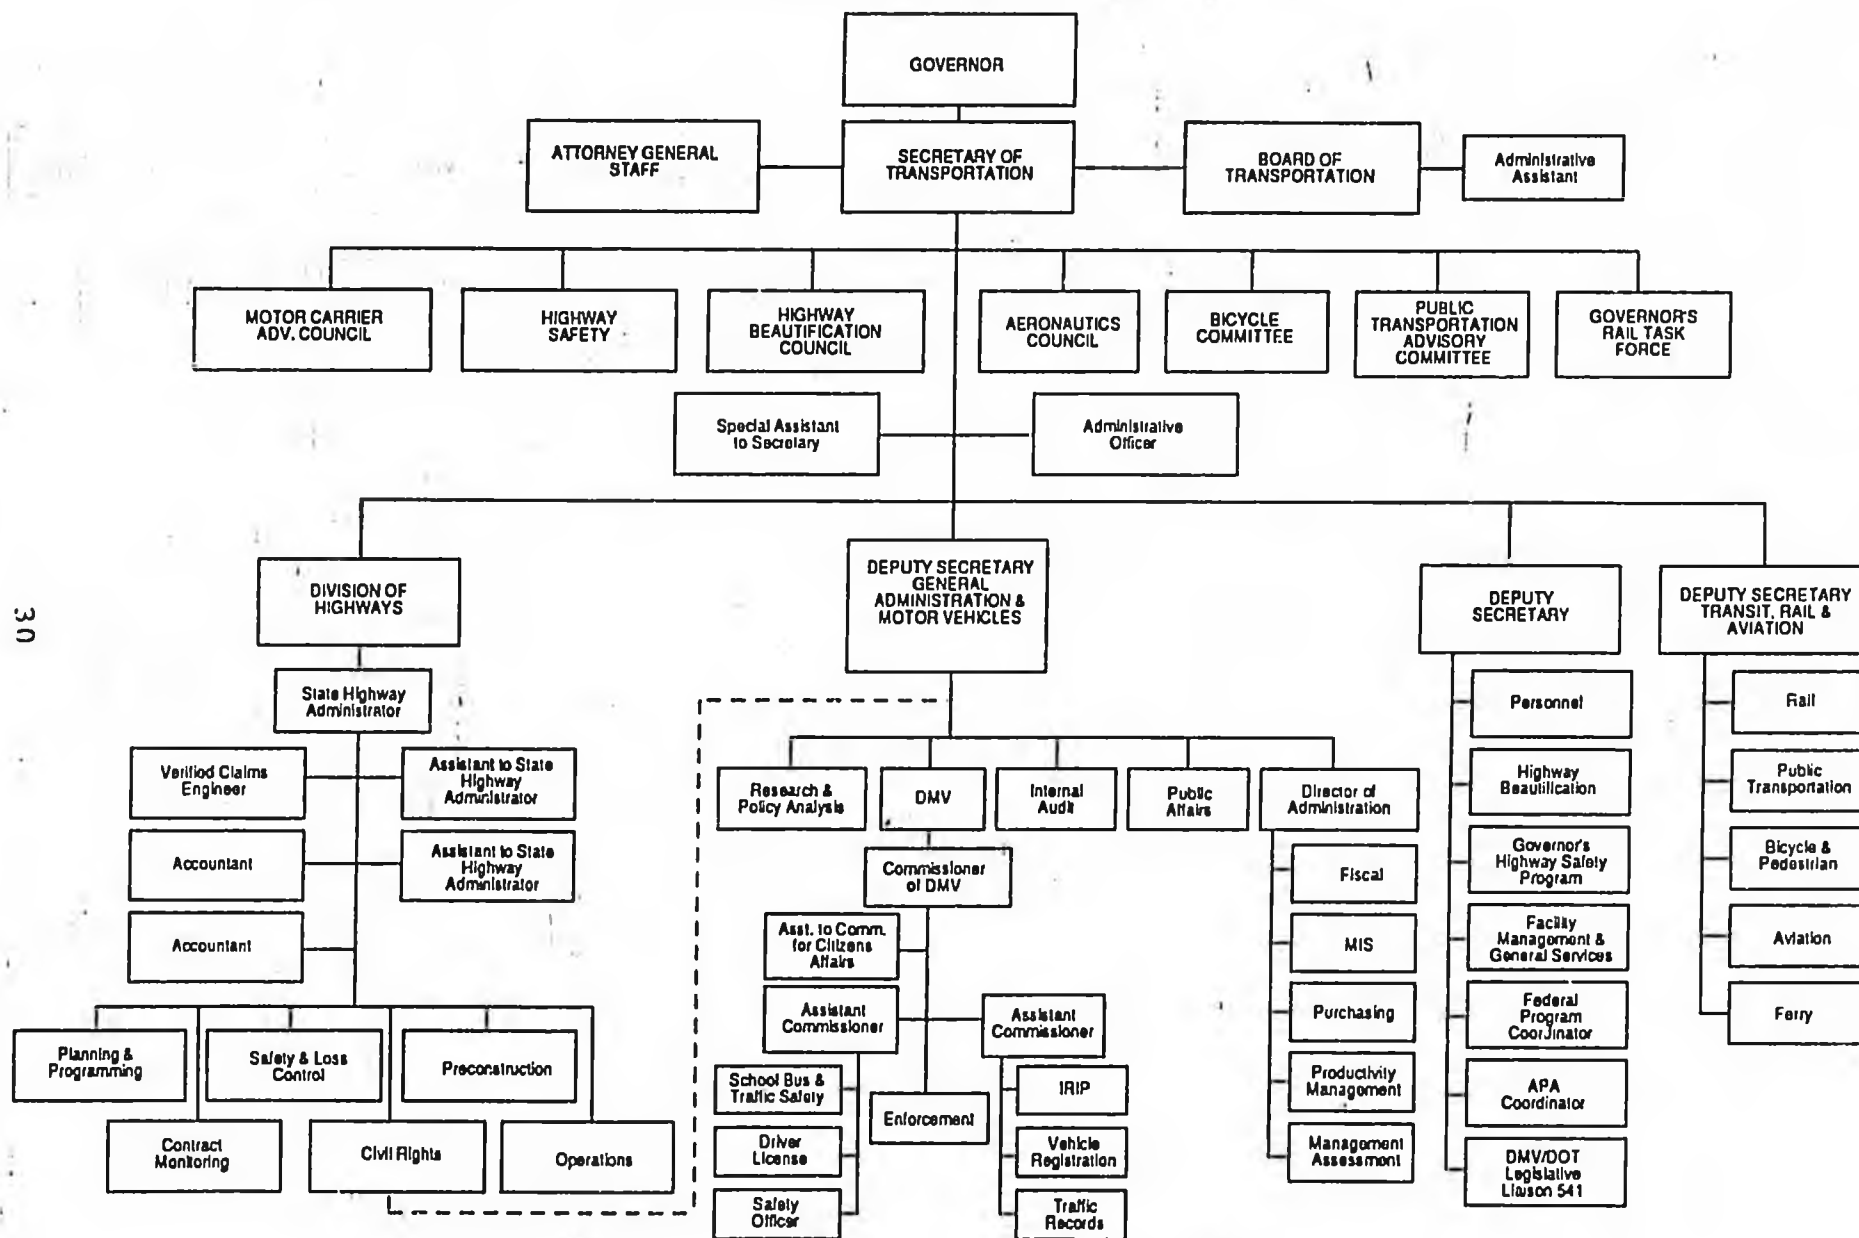 GOVERNOR
ATTORNEY GENERAL
STAFF
SECRETARY OF
TRANSPORTATION
BOARD OF
TRANSPORTATION
Administrative
Assistant
MOTOR CARRIER
ADV. COUNCIL
HIGHWAY
SAFETY
HIGHWAY
BEAUTIFICATION
COUNCIL
AERONAUTICS
COUNCIL
BICYCLE
COMMITTEE
PUBLIC
TRANSPORTATION
ADVISORY
COMMITTEE
GOVERNOR'S
RAIL TASK
FORCE
Special Assistant
to Secretary
Administrative
Officer
DIVISION OF
HIGHWAYS
DEPUTY SECRETARY
GENERAL
ADMINISTRATION &
MOTOR VEHICLES
DEPUTY
SECRETARY
DEPUTY SECRETARY
TRANSIT, RAIL &
AVIATION
30
State Highway
Administrator
Verified Claims
Engineer
Assistant to State
Highway
Administrator
Accountant
Assistant to State
Highway
Administrator
Accountant
Planning &
Programming
Safety & Loss
Control
Preconstruction
Contract
Monitoring
Civil Rights
Operations
Research &
Policy Analysis
DMV
Internal
Audit
Public
Affairs
Director of
Administration
Commissioner
of DMV
Asst. to Comm.
for Citizens
Affairs
Assistant
Commissioner
Assistant
Commissioner
School Bus &
Traffic Safety
Driver
License
Safety
Officer
Enforcement
IRIP
Vehicle
Registration
Traffic
Records
Fiscal
MIS
Purchasing
Productivity
Management
Management
Assessment
Personnel
Highway
Beautification
Governor's
Highway Safety
Program
Facility
Management &
General Services
Federal
Program
Coordinator
APA
Coordinator
DMV/DOT
Legislative
Liaison 541
Rail
Public
Transportation
Bicycle &
Pedestrian
Aviation
Ferry